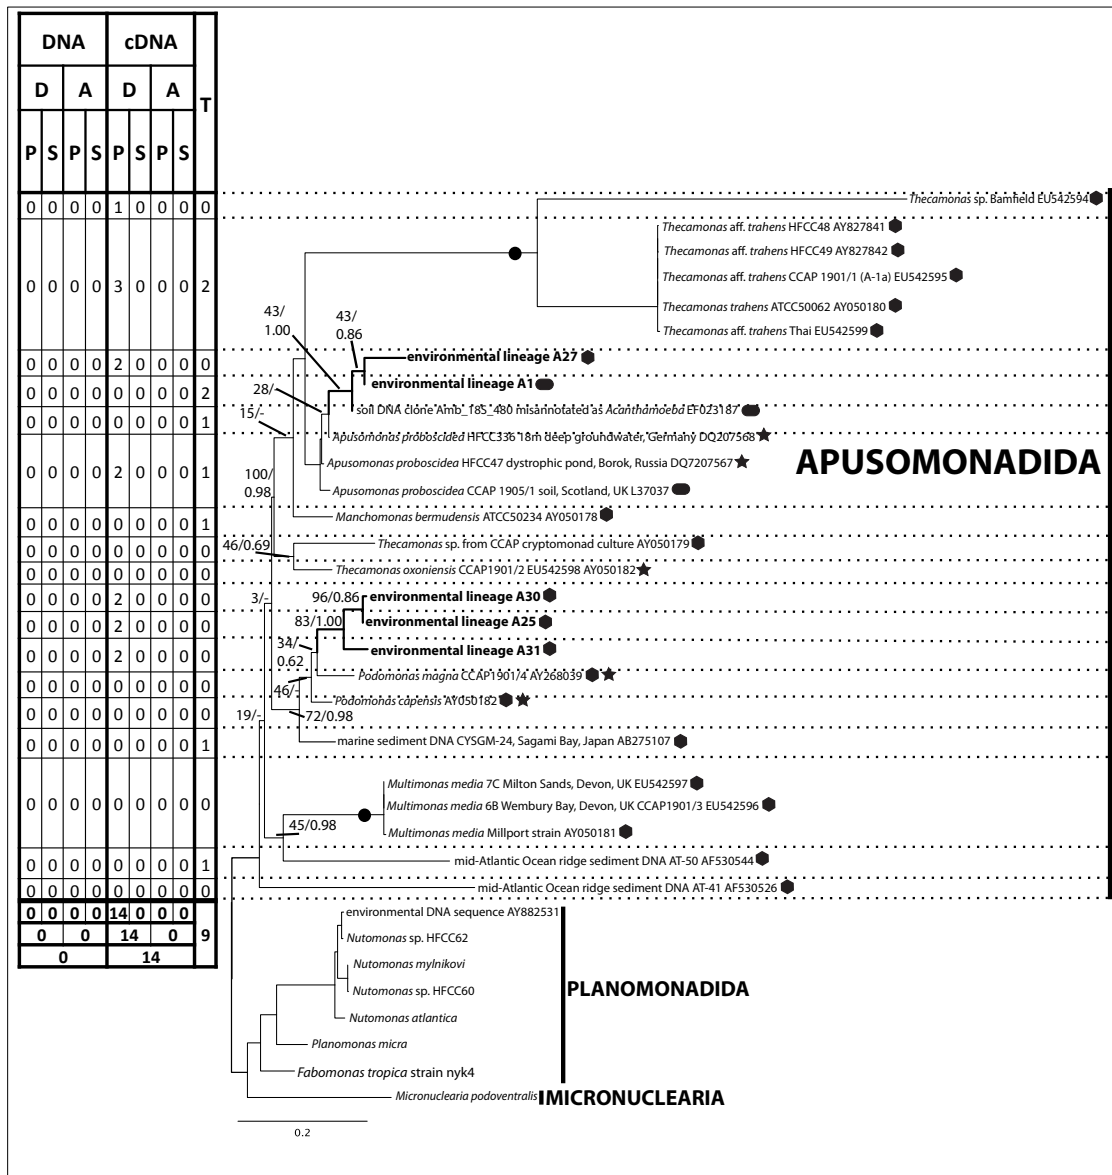 DNA cDNA
D A D A T
P S P S P S P S
0 0 0 0 1 0 0 0 0 Thecamonas sp. Bamfield EU542594
Thecamonas aff. trahens HFCC48 AY827841
Thecamonas aff. trahens HFCC49 AY827842
0 0 0 0 3 0 0 0 2 Thecamonas aff. trahens CCAP 1901/1 (A-1a) EU542595
Thecamonas trahens ATCC50062 AY050180
Thecamonas aff. trahens Thai EU542599
43/
1.00
43/
0.86
0 0 0 0 2 0 0 0 0 environmental lineage A27
0 0 0 0 0 0 0 0 2 environmental lineage A1
28/-
0 0 0 0 0 0 0 0 1 soil DNA clone Amb_18S_480 misannotated as Acanthamoeba EF023187
15/-
Apusomonas proboscidea HFCC336 18m deep groundwater, Germany DQ207568
0 0 0 0 2 0 0 0 1 Apusomonas proboscidea HFCC47 dystrophic pond, Borok, Russia DQ7207567
APUSOMONADIDA
100/
0.98
Apusomonas proboscidea CCAP 1905/1 soil, Scotland, UK L37037
0 0 0 0 0 0 0 0 1 Manchomonas bermudensis ATCC50234 AY050178
0 0 0 0 0 0 0 0 0 46/0.69 Thecamonas sp. from CCAP cryptomonad culture AY050179
0 0 0 0 0 0 0 0 0 Thecamonas oxoniensis CCAP1901/2 EU542598 AY050182
0 0 0 0 2 0 0 0 0 3/- 96/0.86 environmental lineage A30
0 0 0 0 2 0 0 0 0 83/1.00 environmental lineage A25
0 0 0 0 2 0 0 0 0 34/
0.62 environmental lineage A31
0 0 0 0 0 0 0 0 0 46/- Podomonas magna CCAP1901/4 AY268039
0 0 0 0 0 0 0 0 0 19/- 72/0.98 Podomonas capensis AY050182
0 0 0 0 0 0 0 0 1 marine sediment DNA CYSGM-24, Sagami Bay, Japan AB275107
Multimonas media 7C Milton Sands, Devon, UK EU542597
0 0 0 0 0 0 0 0 0 Multimonas media 6B Wembury Bay, Devon, UK CCAP1901/3 EU542596
45/0.98 Multimonas media Millport strain AY050181
0 0 0 0 0 0 0 0 1 mid-Atlantic Ocean ridge sediment DNA AT-50 AF530544
0 0 0 0 0 0 0 0 0 mid-Atlantic Ocean ridge sediment DNA AT-41 AF530526
0 0 0 0 14 0 0 0 environmental DNA sequence AY882531
0 0 14 0 9 Nutomonas sp. HFCC62
0 14
Nutomonas mylnikovi
Nutomonas sp. HFCC60 PLANOMONADIDA
Nutomonas atlantica
Planomonas micra
Fabomonas tropica strain nyk4
Micronuclearia podoventralis IMICRONUCLEARIA
0.2